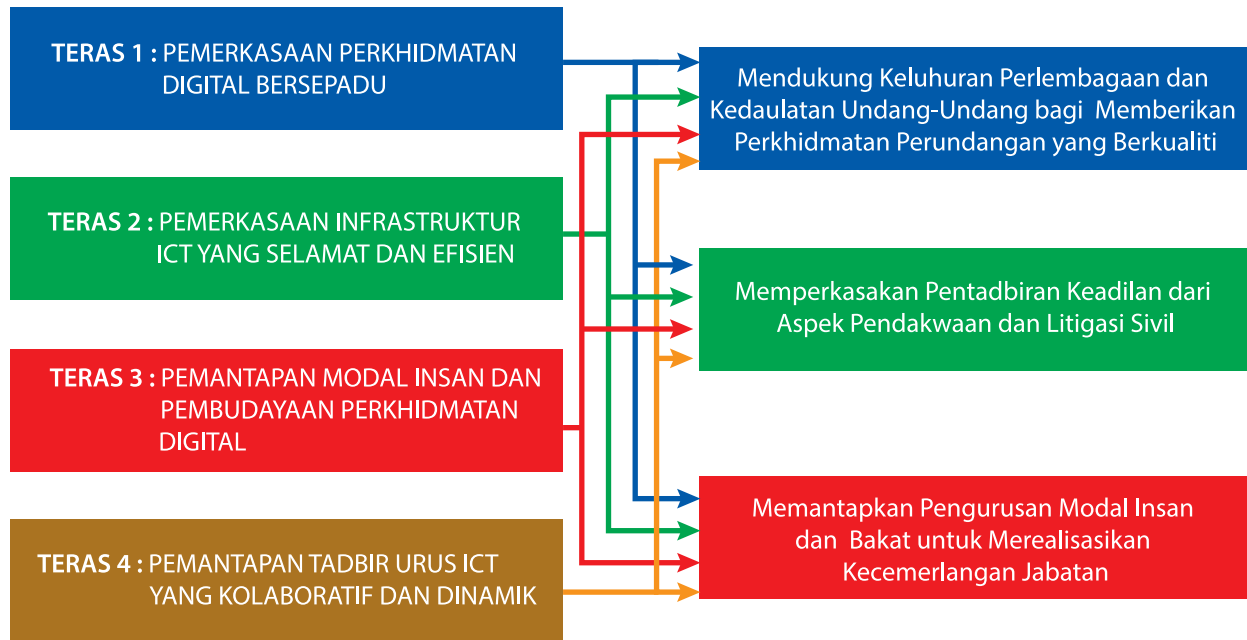 TERAS 1 : PEMERKASAAN PERKHIDMATAN
DIGITAL BERSEPADU
TERAS 2 : PEMERKASAAN INFRASTRUKTUR
ICT YANG SELAMAT DAN EFISIEN
TERAS 3 : PEMANTAPAN MODAL INSAN DAN
PEMBUDAYAAN PERKHIDMATAN
DIGITAL
TERAS 4 : PEMANTAPAN TADBIR URUS ICT
YANG KOLABORATIF DAN DINAMIK
Mendukung Keluhuran Perlembagaan dan
Kedaulatan Undang-Undang bagi Memberikan
Perkhidmatan Perundangan yang Berkualiti
Memperkasakan Pentadbiran Keadilan dari
Aspek Pendakwaan dan Litigasi Sivil
Memantapkan Pengurusan Modal Insan
dan Bakat untuk Merealisasikan
Kecemerlangan Jabatan